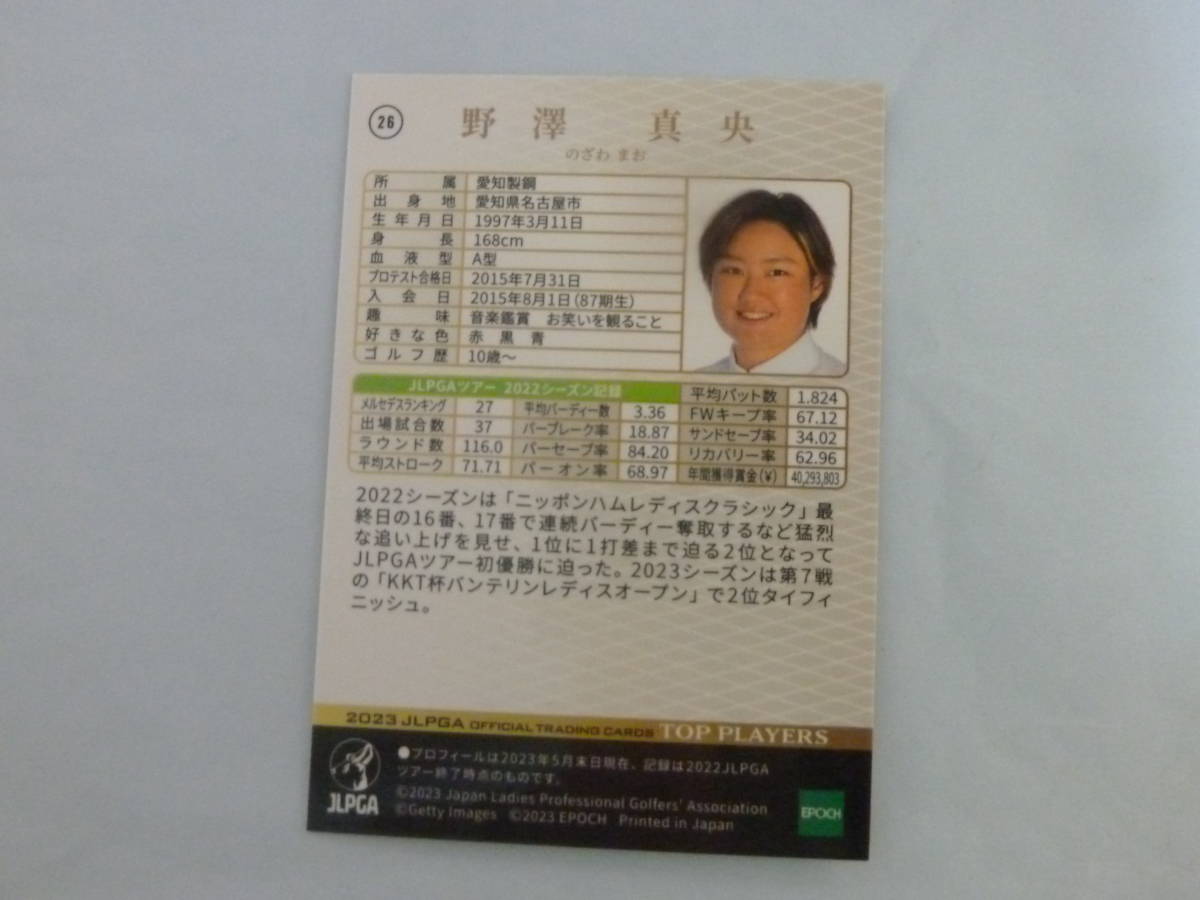 26
野澤 真央
のざわ まお
所属 愛知製鋼
出身地 愛知県名古屋市
生年月日 1997年3月11日
身長 168cm
血液型 A型
プロテスト合格日 2015年7月31日
入会日 2015年8月1日(87期生)
趣味 音楽鑑賞 お笑いを観ること
好きな色 赤 黒 青
ゴルフ歴 10歳〜
JLPGAツアー 2022シーズン記録 平均パット数 1.824
メルセデスランキング 27 平均バーディー数 3.36 FWキープ率 67.12
出場試合数 37 パーブレーク率 18.87 サンドセーブ率 34.02
ラウンド数 116.0 パーセーブ率 84.20 リカバリー率 62.96
平均ストローク 71.71 パーオン率 68.97 年間獲得賞金(¥) 40,293,803
2022シーズンは「ニッポンハムレディスクラシック」最
終日の16番、17番で連続バーディー奪取するなど猛烈
な追い上げを見せ、1位に1打差まで迫る2位となって
JLPGAツアー初優勝に迫った。2023シーズンは第7戦
の「KKT杯バンテリンレディスオープン」で2位タイフィ
ニッシュ。
2023 JLPGA OFFICIAL TRADING CARDS TOP PLAYERS
●プロフィールは2023年5月末日現在、記録は2022JLPGA
ツアー終了時点のものです。
©2023 Japan Ladies Professional Golfers' Association
©Getty Images ©2023 EPOCH Printed in Japan
JLPGA
EPOCH